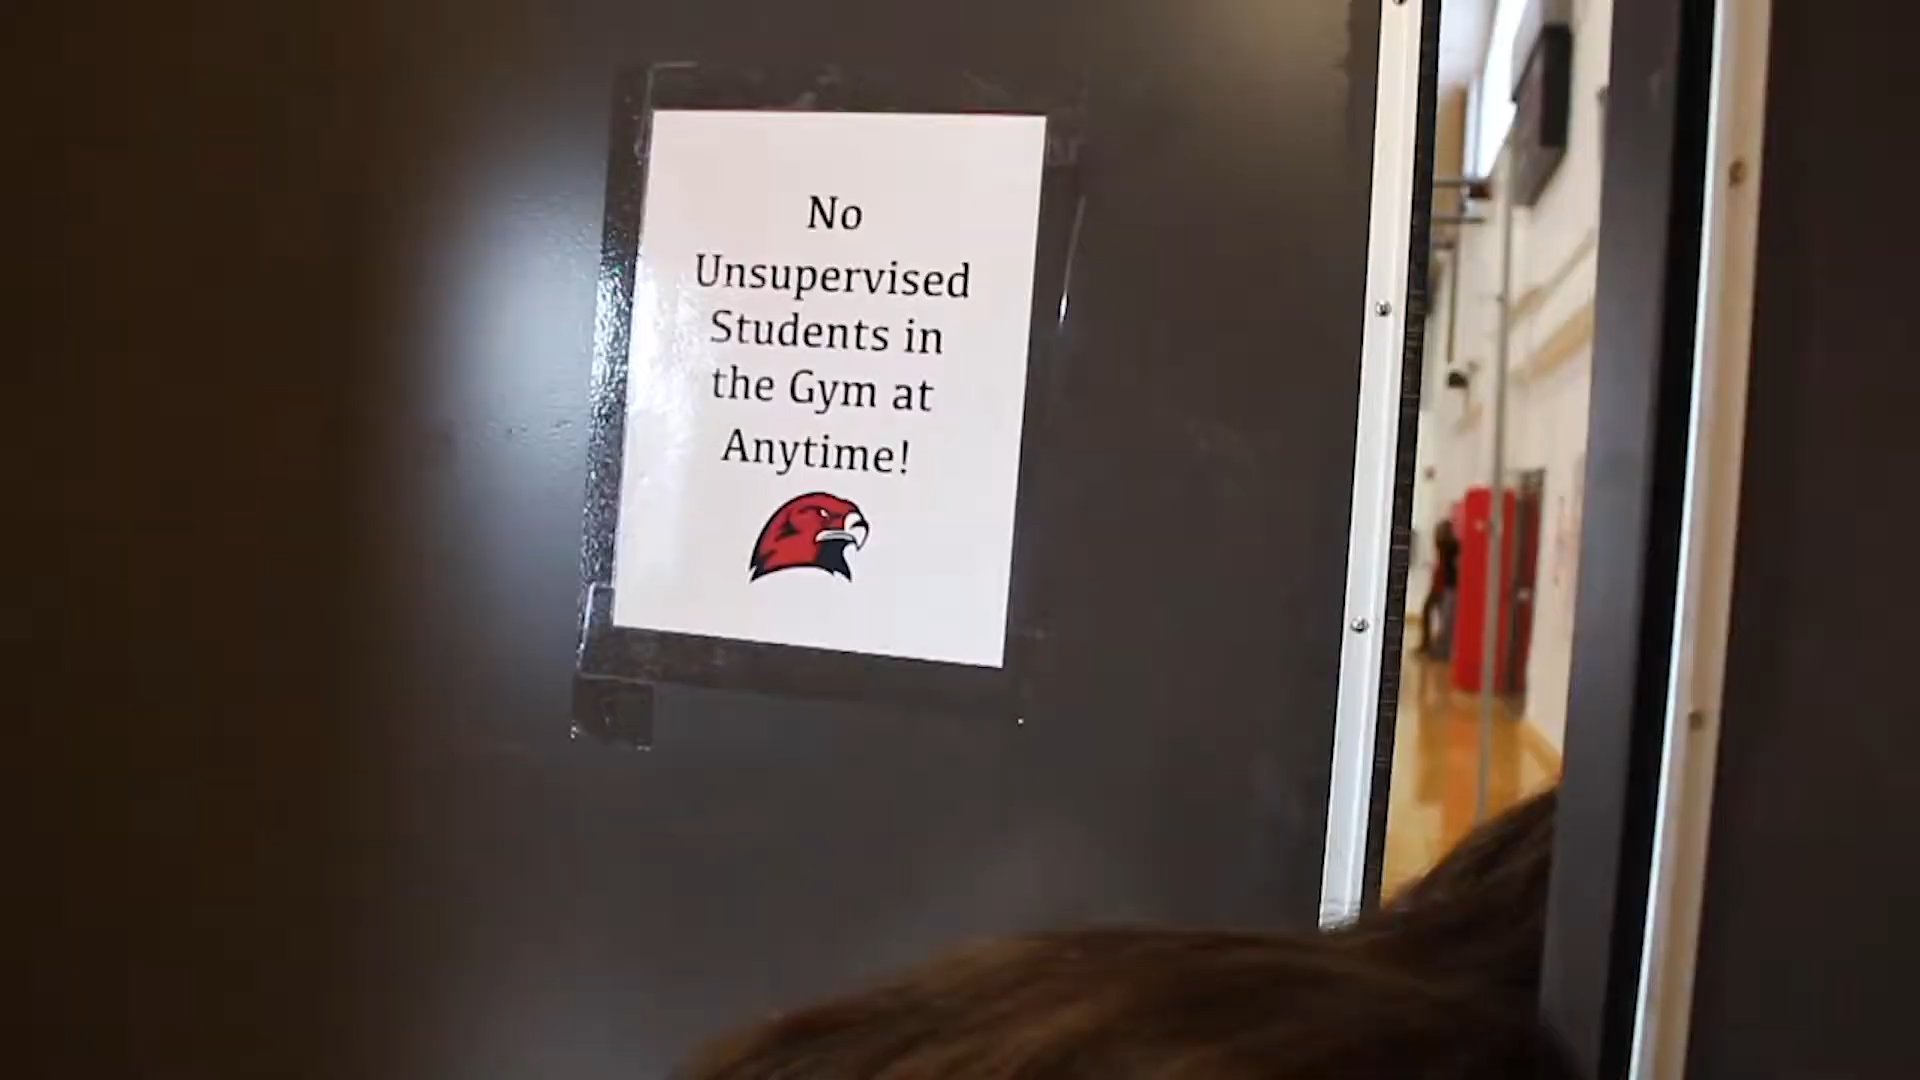 No
Unsupervised
Students in
the Gym at
Anytime!